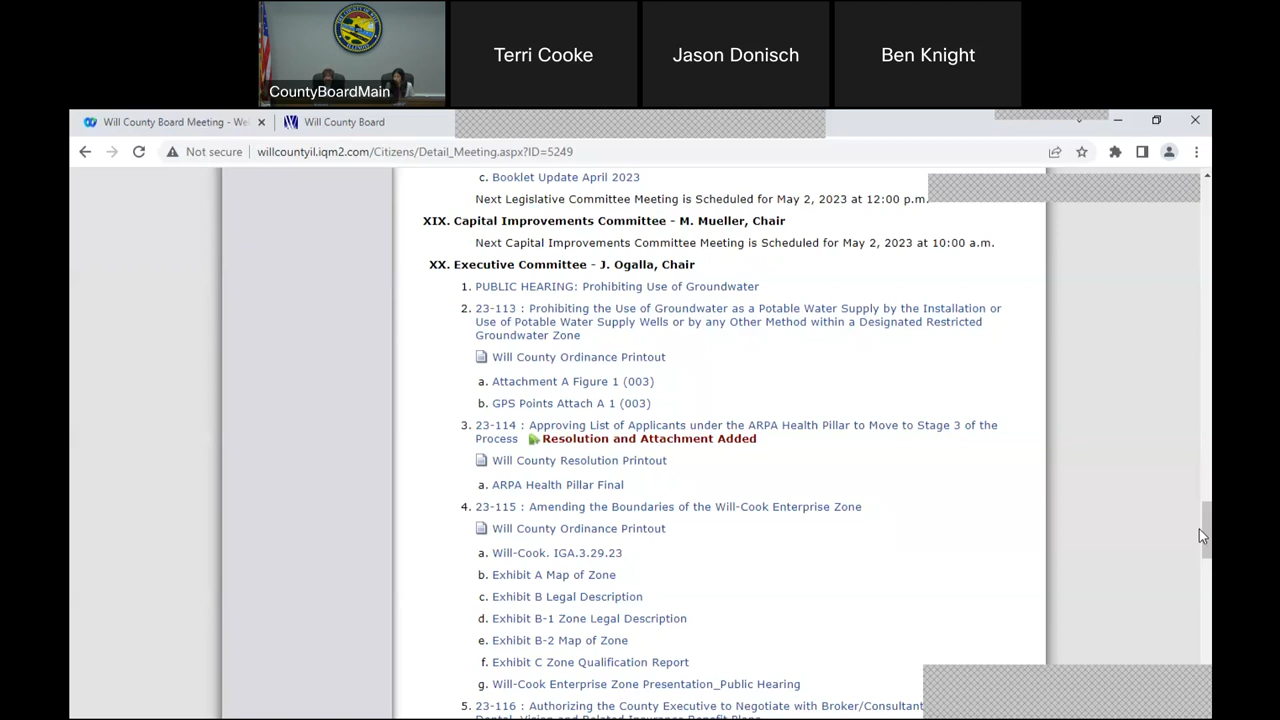 CountyBoardMain
Terri Cooke
Jason Donisch
Ben Knight
Will County Board Meeting - We
Will County Board
Not secure
willcountyil.iqm2.com/Citizens/Detail_Meeting.aspx?ID=5249
c. Booklet Update April 2023
Next Legislative Committee Meeting is Scheduled for May 2, 2023 at 12:00 p.m.
XIX. Capital Improvements Committee - M. Mueller, Chair
Next Capital Improvements Committee Meeting is Scheduled for May 2, 2023 at 10:00 a.m.
XX. Executive Committee - J. Ogalla, Chair
1. PUBLIC HEARING: Prohibiting Use of Groundwater
2. 23-113 : Prohibiting the Use of Groundwater as a Potable Water Supply by the Installation or
Use of Potable Water Supply Wells or by any Other Method within a Designated Restricted
Groundwater Zone
Will County Ordinance Printout
a. Attachment A Figure 1 (003)
b. GPS Points Attach A 1 (003)
3. 23-114 : Approving List of Applicants under the ARPA Health Pillar to Move to Stage 3 of the
Process Resolution and Attachment Added
Will County Resolution Printout
a. ARPA Health Pillar Final
4. 23-115 : Amending the Boundaries of the Will-Cook Enterprise Zone
Will County Ordinance Printout
a. Will-Cook. IGA.3.29.23
b. Exhibit A Map of Zone
c. Exhibit B Legal Description
d. Exhibit B-1 Zone Legal Description
e. Exhibit B-2 Map of Zone
f. Exhibit C Zone Qualification Report
g. Will-Cook Enterprise Zone Presentation_Public Hearing
5. 23-116 : Authorizing the County Executive to Negotiate with Broker/Consultant
Dental, Vision and Related Insurance Benefit Plans